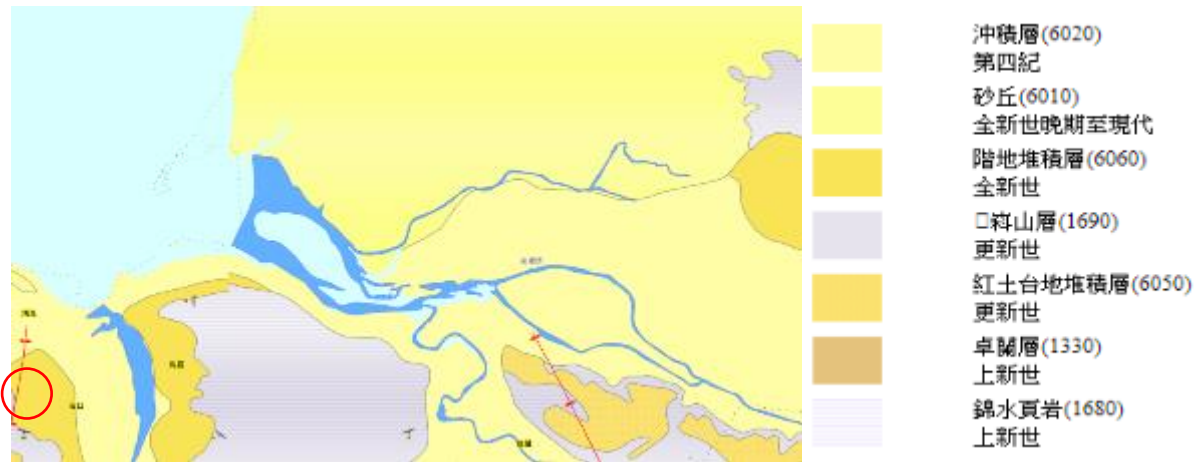 沖積層(6020)
第四紀
砂丘(6010)
全新世晚期至現代
階地堆積層(6060)
全新世
□嵙山層(1690)
更新世
紅土台地堆積層(6050)
更新世
卓蘭層(1330)
上新世
錦水頁岩(1680)
上新世